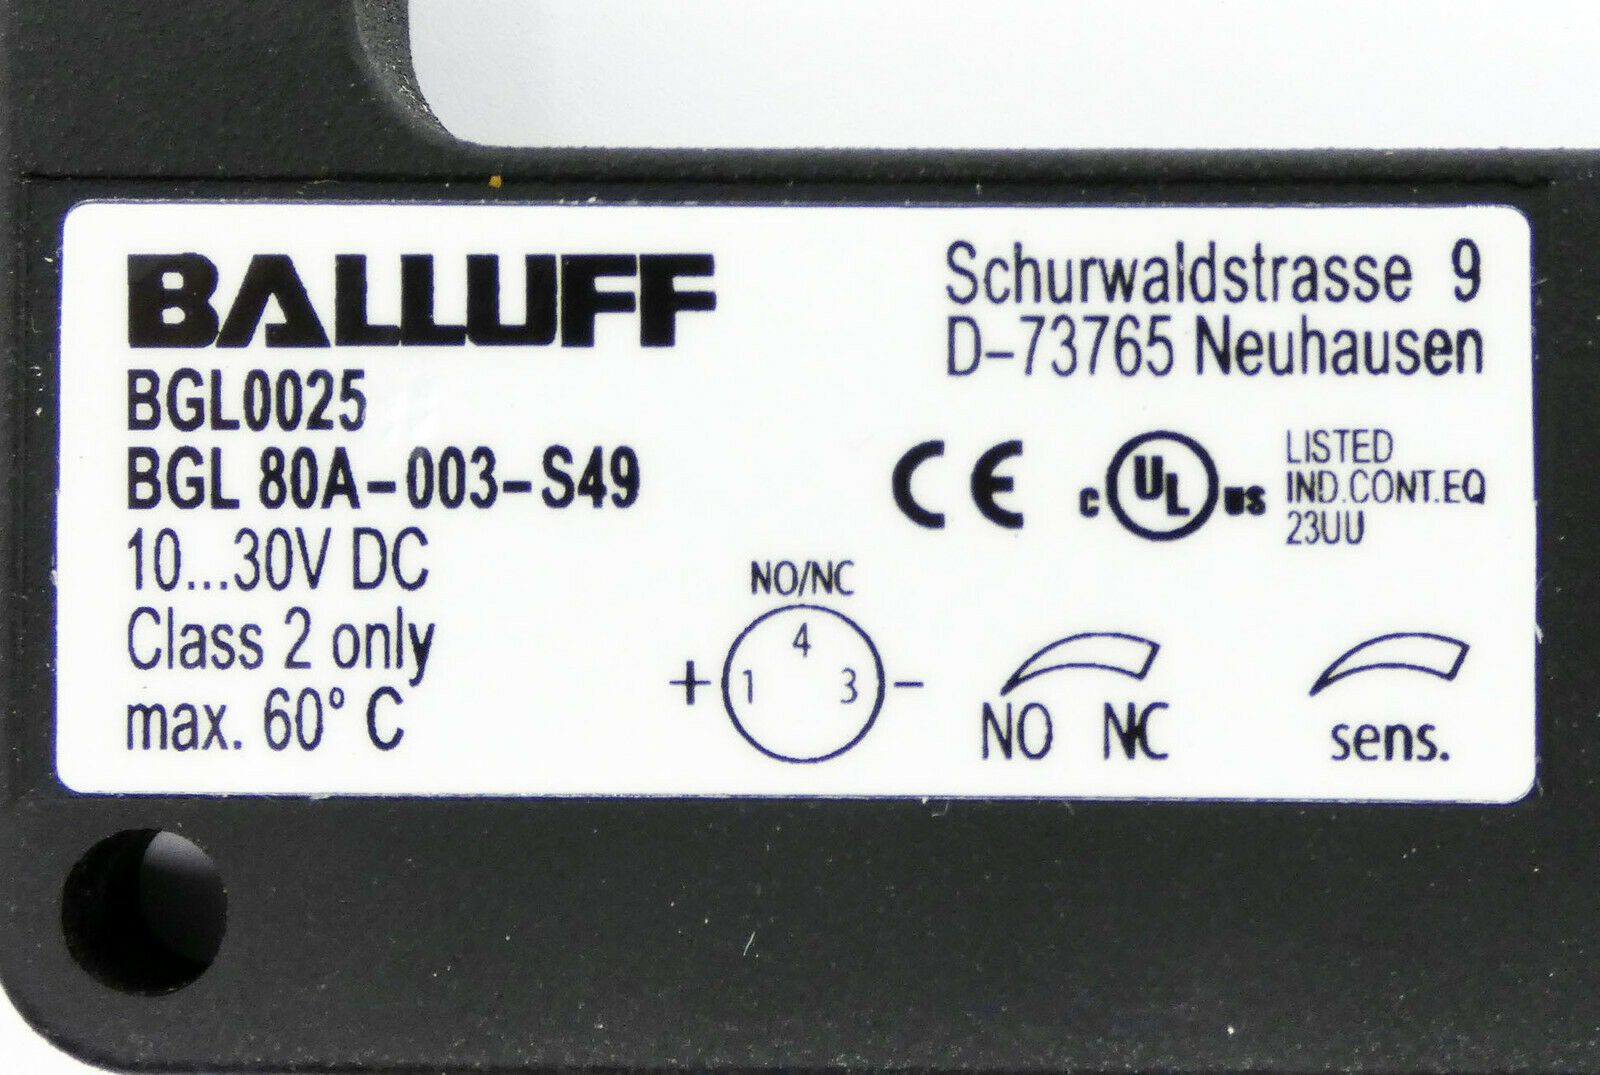 BALLUFF
BGL0025
BGL 80A-003-S49
10...30V DC
Class 2 only
max. 60° C
Schurwaldstrasse 9
D-73765 Neuhausen
CE
c UL us
LISTED
IND.CONT.EQ
23UU
NO/NC
4
+ 1 3 -
NO NC
sens.